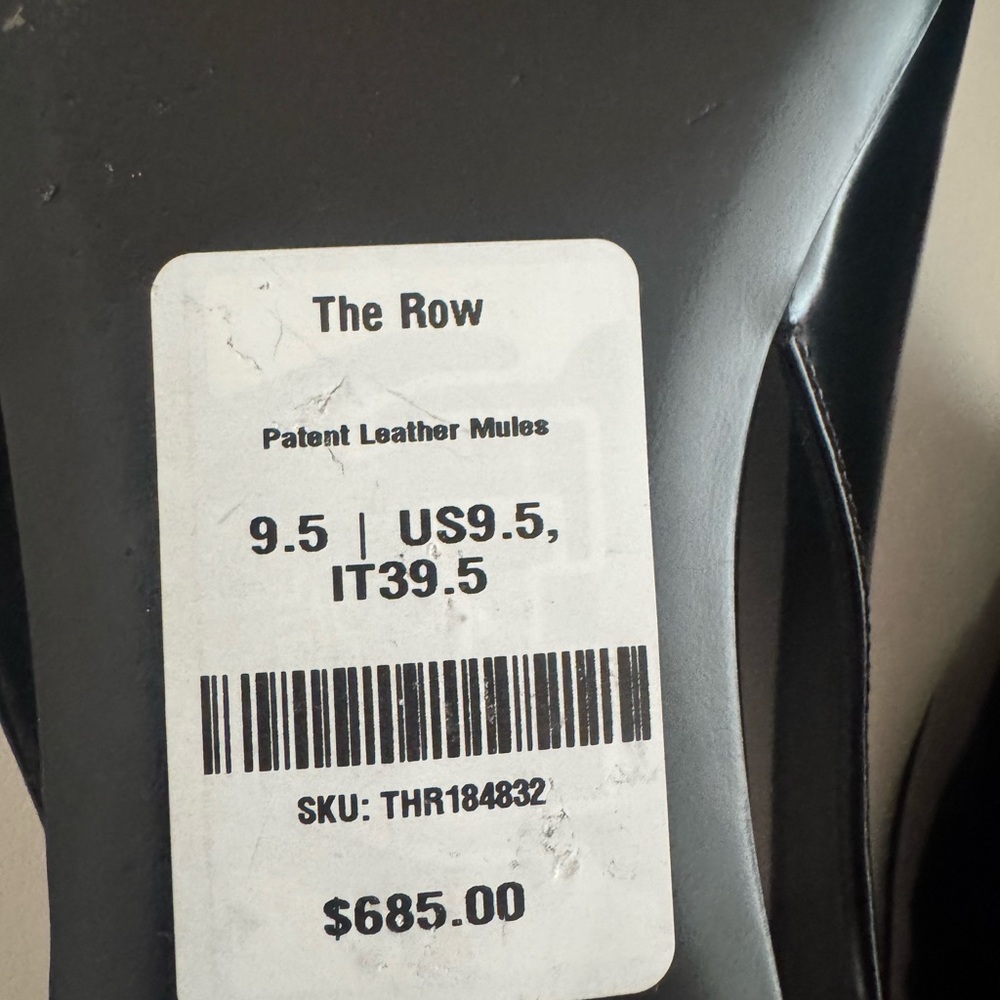 The Row
Patent Leather Mules
9.5 | US9.5,
IT39.5
SKU: THR184832
$685.00